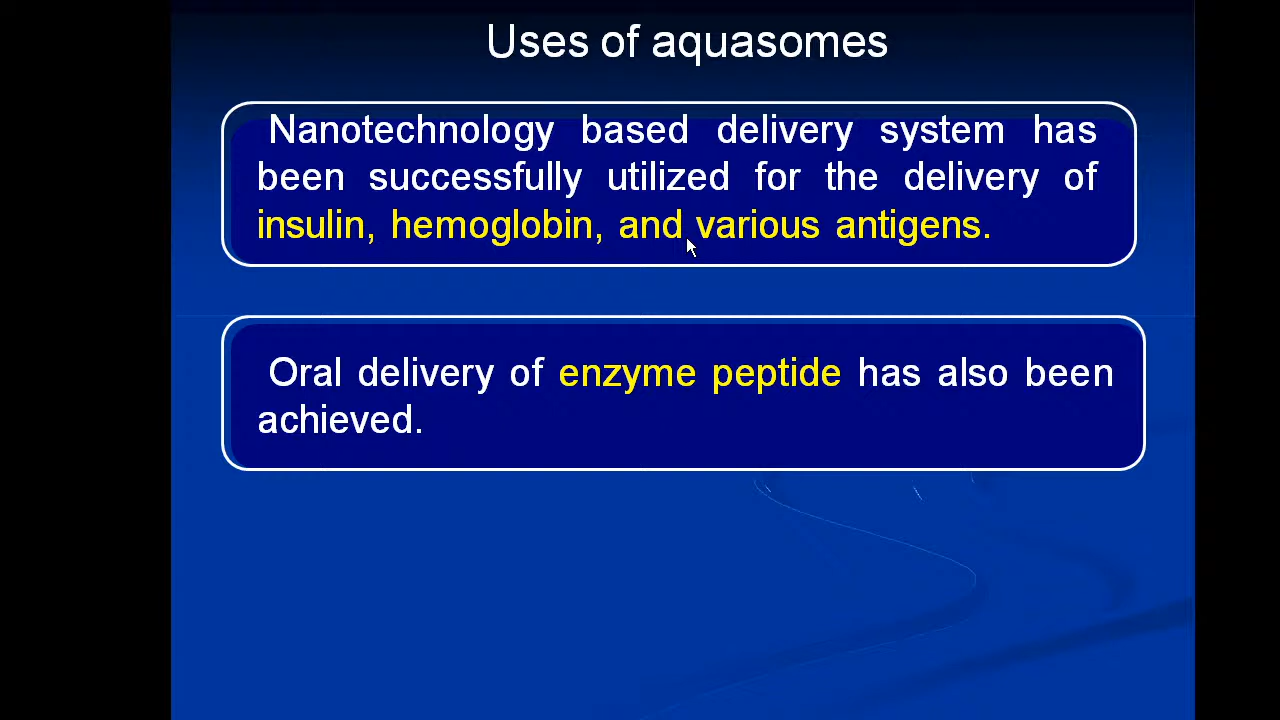 Uses of aquasomes
Nanotechnology based delivery system has
been successfully utilized for the delivery of
insulin, hemoglobin, and various antigens.
Oral delivery of enzyme peptide has also been
achieved.